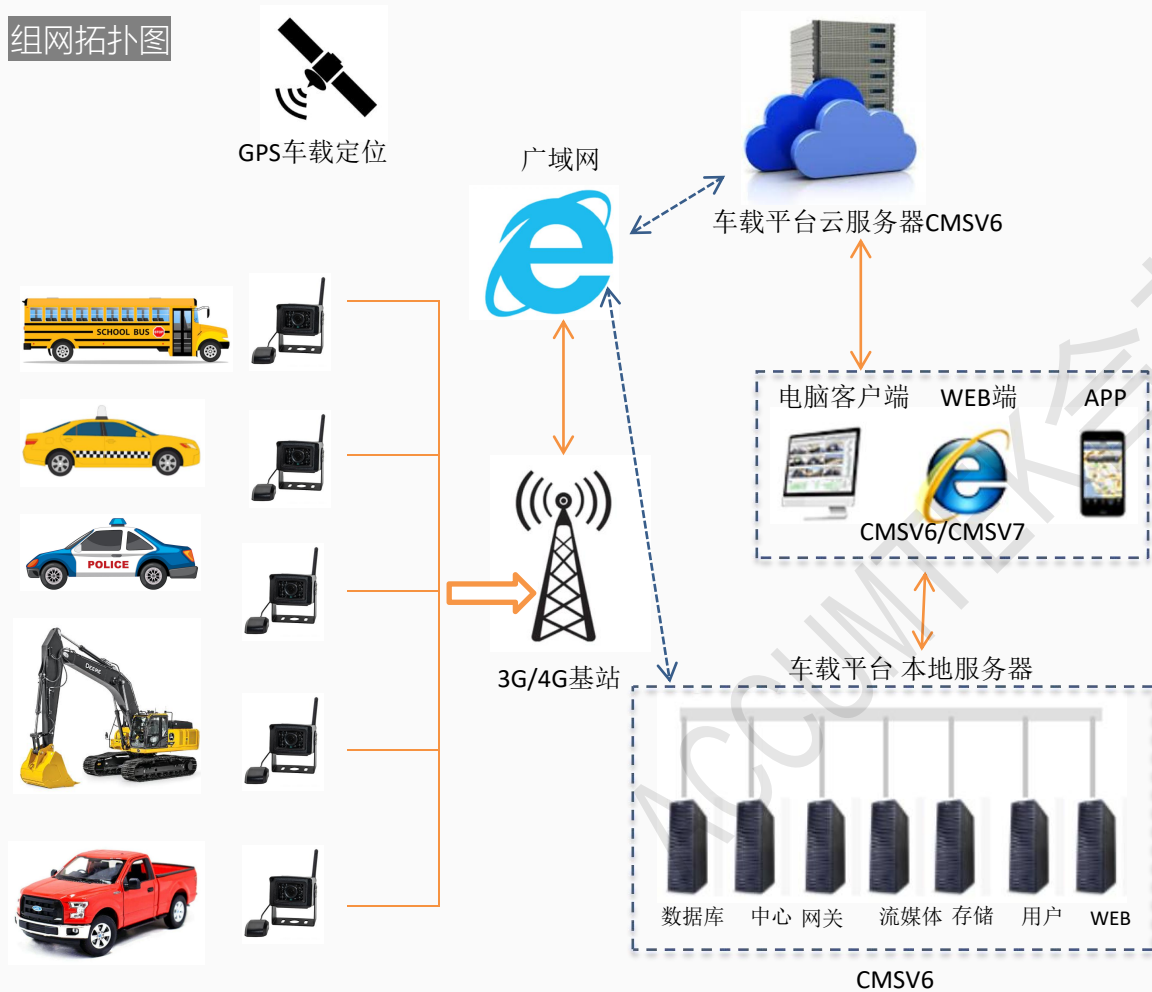 组网拓扑图
GPS车载定位
广域网
车载平台云服务器CMSV6
SCHOOL BUS
STOP
电脑客户端 WEB端 APP
POLICE
CMSV6/CMSV7
DEERE
3G/4G基站
车载平台 本地服务器
数据库 中心 网关 流媒体 存储 用户 WEB
CMSV6